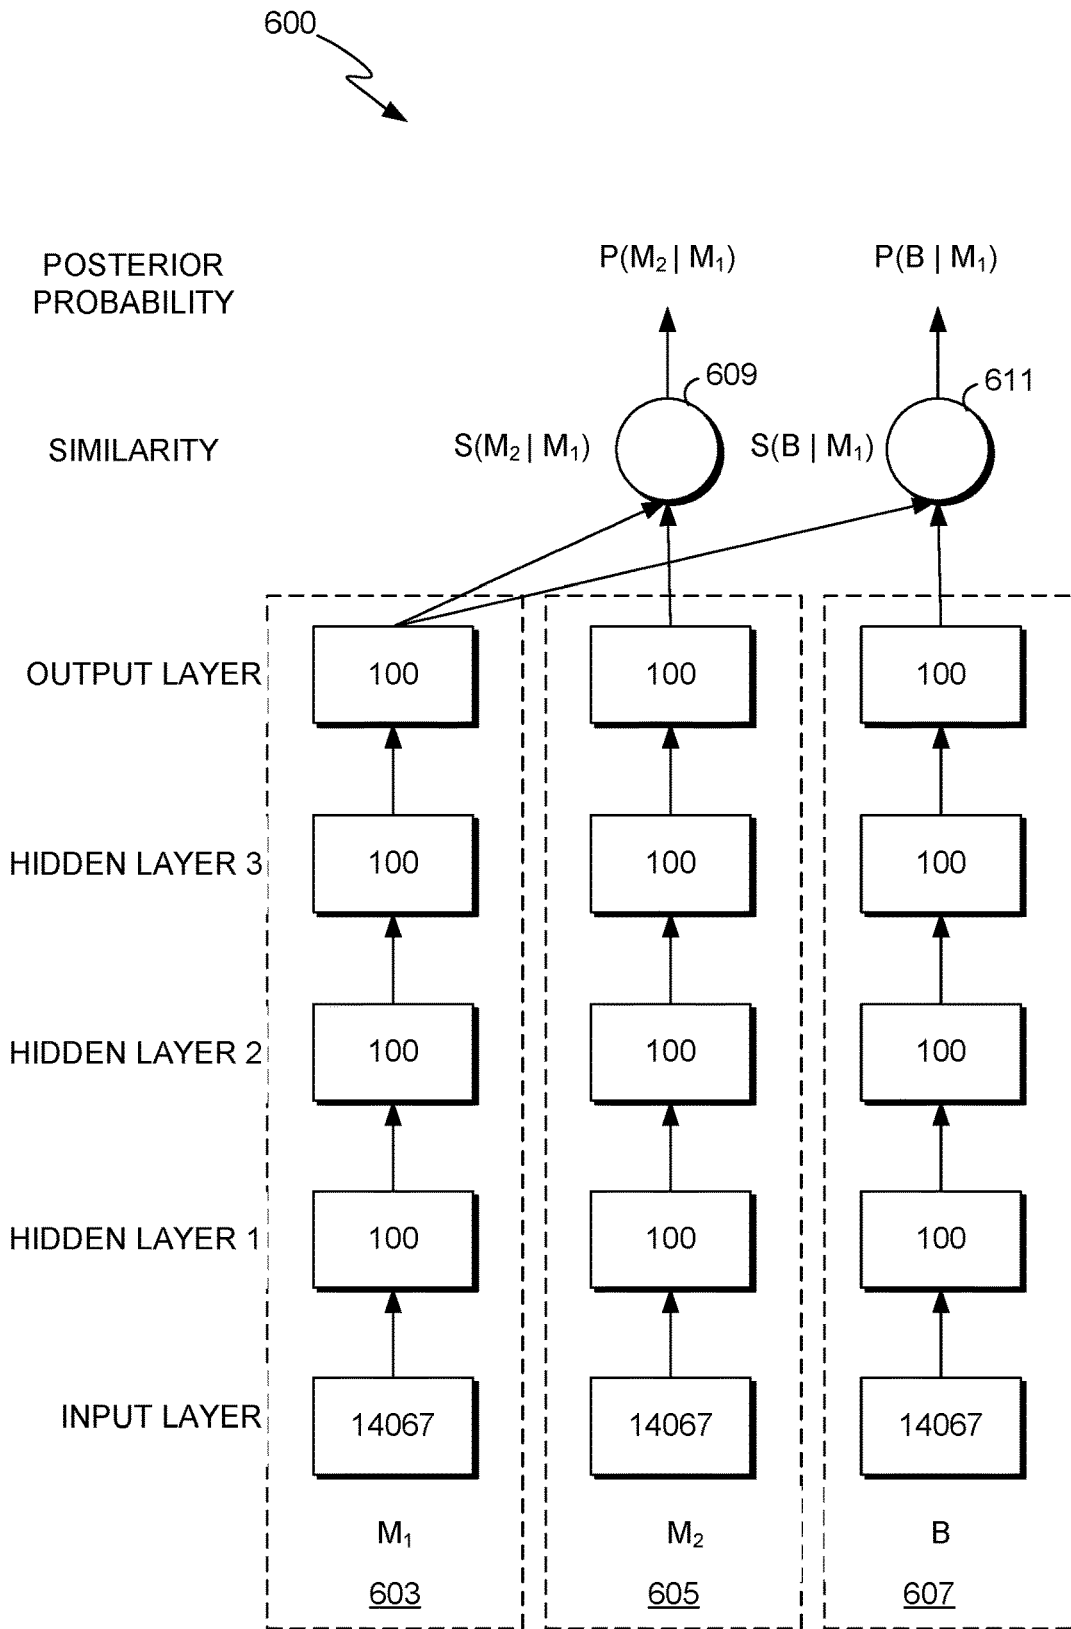 600
POSTERIOR
PROBABILITY
P(M₂ | M₁)
P(B | M₁)
609
611
SIMILARITY
S(M₂ | M₁)
S(B | M₁)
OUTPUT LAYER
100
100
100
HIDDEN LAYER 3
100
100
100
HIDDEN LAYER 2
100
100
100
HIDDEN LAYER 1
100
100
100
INPUT LAYER
14067
14067
14067
M₁
M₂
B
603
605
607